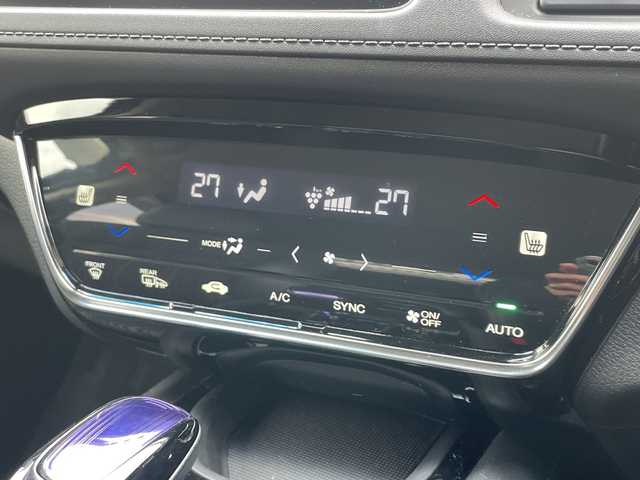 27 27
MODE
FRONT REAR
A/C SYNC ON/
OFF AUTO